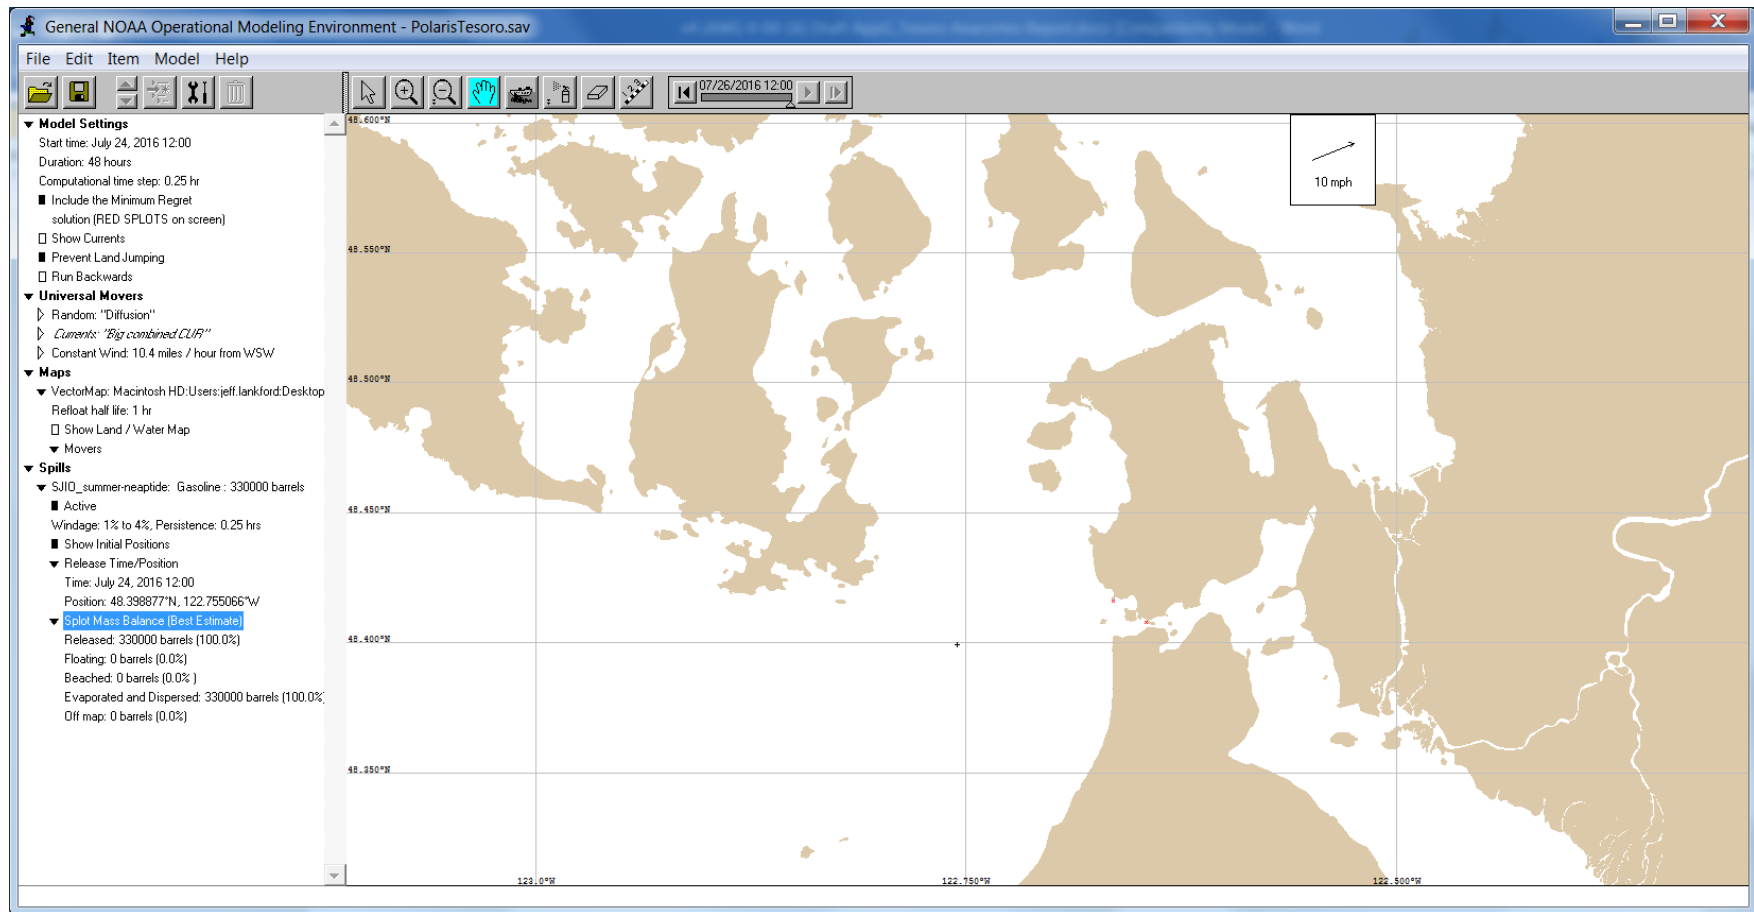 General NOAA Operational Modeling Environment - PolarisTesoro.sav
File Edit Item Model Help
07/26/2016 12:00
Model Settings
Start time: July 24, 2016 12:00
Duration: 48 hours
Computational time step: 0.25 hr
Include the Minimum Regret
solution (RED SPLOTS on screen)
Show Currents
Prevent Land Jumping
Run Backwards
Universal Movers
Random: "Diffusion"
Currents: "Big combined.CUR"
Constant Wind: 10.4 miles / hour from WSW
Maps
VectorMap: Macintosh HD:Users:jeff.lankford:Desktop
Refloat half life: 1 hr
Show Land / Water Map
Movers
Spills
SJIO_summer-neaptide: Gasoline : 330000 barrels
Active
Windage: 1% to 4%, Persistence: 0.25 hrs
Show Initial Positions
Release Time/Position
Time: July 24, 2016 12:00
Position: 48.398877°N, 122.755066°W
Splot Mass Balance (Best Estimate)
Released: 330000 barrels (100.0%)
Floating: 0 barrels (0.0%)
Beached: 0 barrels (0.0% )
Evaporated and Dispersed: 330000 barrels (100.0%
Off map: 0 barrels (0.0%)
48.600°N
10 mph
48.550°N
48.500°N
48.450°N
48.400°N
48.350°N
123.0°W
122.750°W
122.500°W